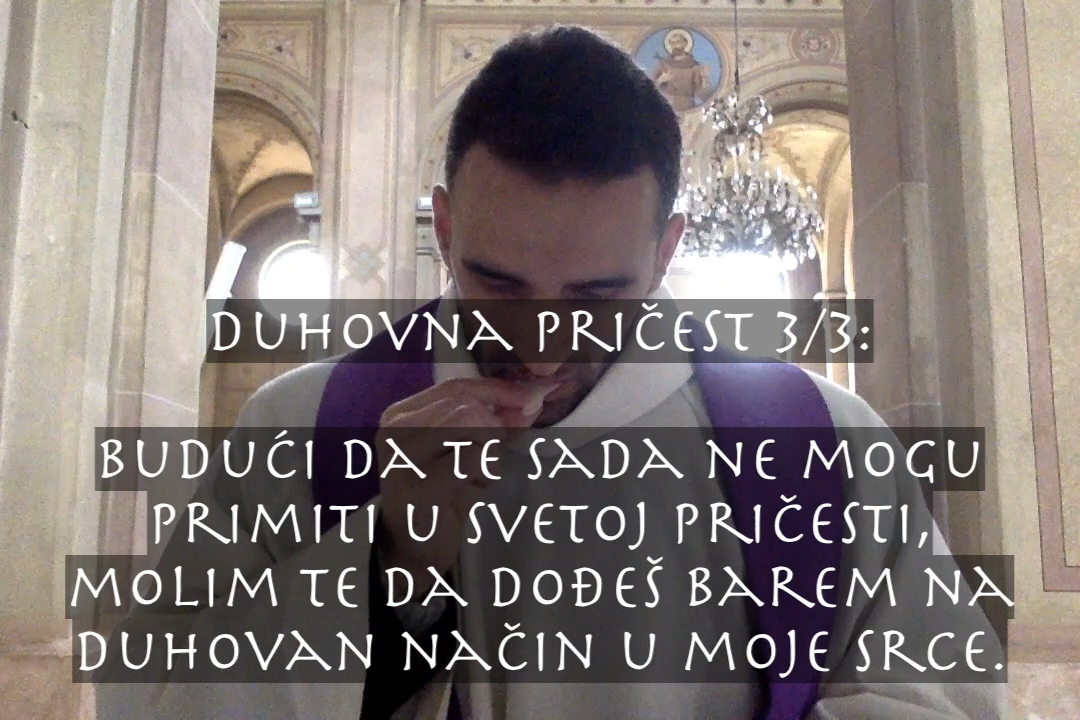 DUHOVNA PRIČEST 3/3:
BUDUĆI DA TE SADA NE MOGU
PRIMITI U SVETOJ PRIČESTI,
MOLIM TE DA DOĐEŠ BAREM NA
DUHOVAN NAČIN U MOJE SRCE.